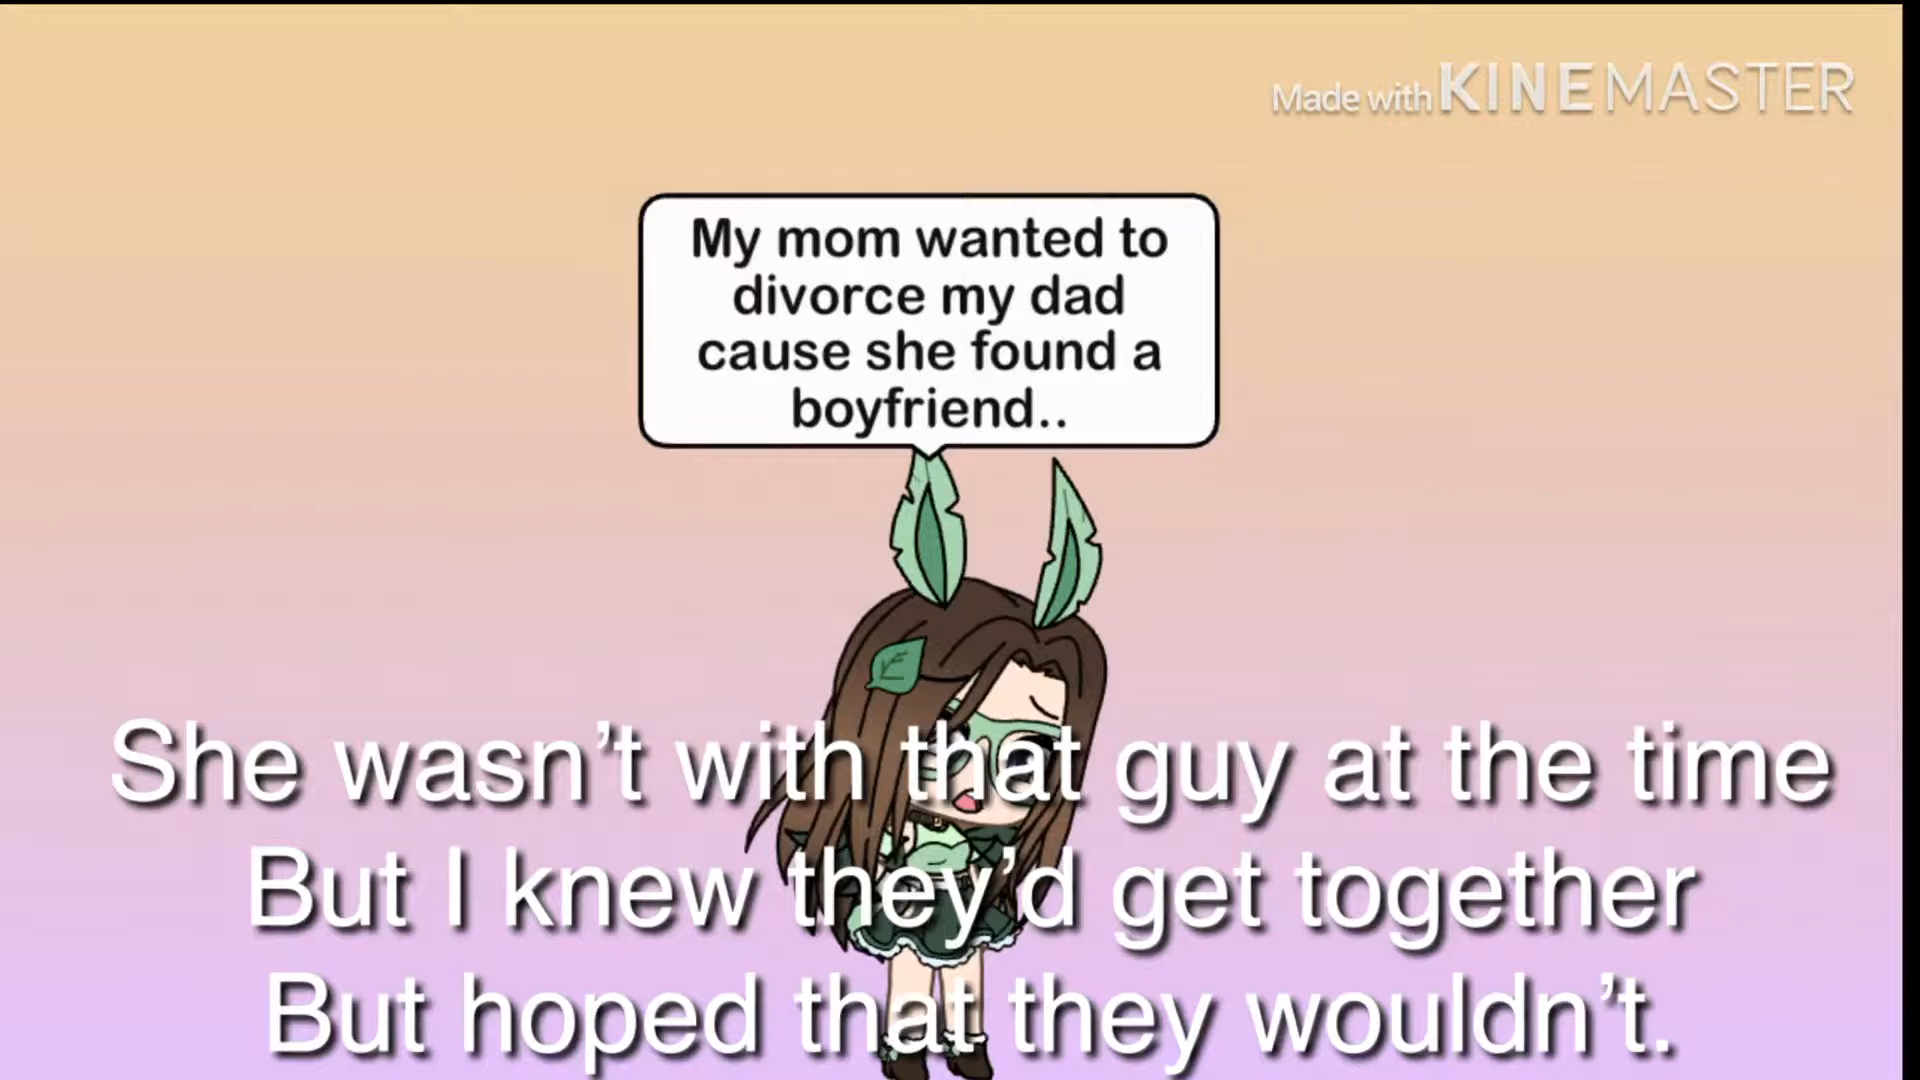 Made with KINEMASTER
My mom wanted to
divorce my dad
cause she found a
boyfriend..
She wasn’t with that guy at the time
But I knew they’d get together
But hoped that they wouldn’t.